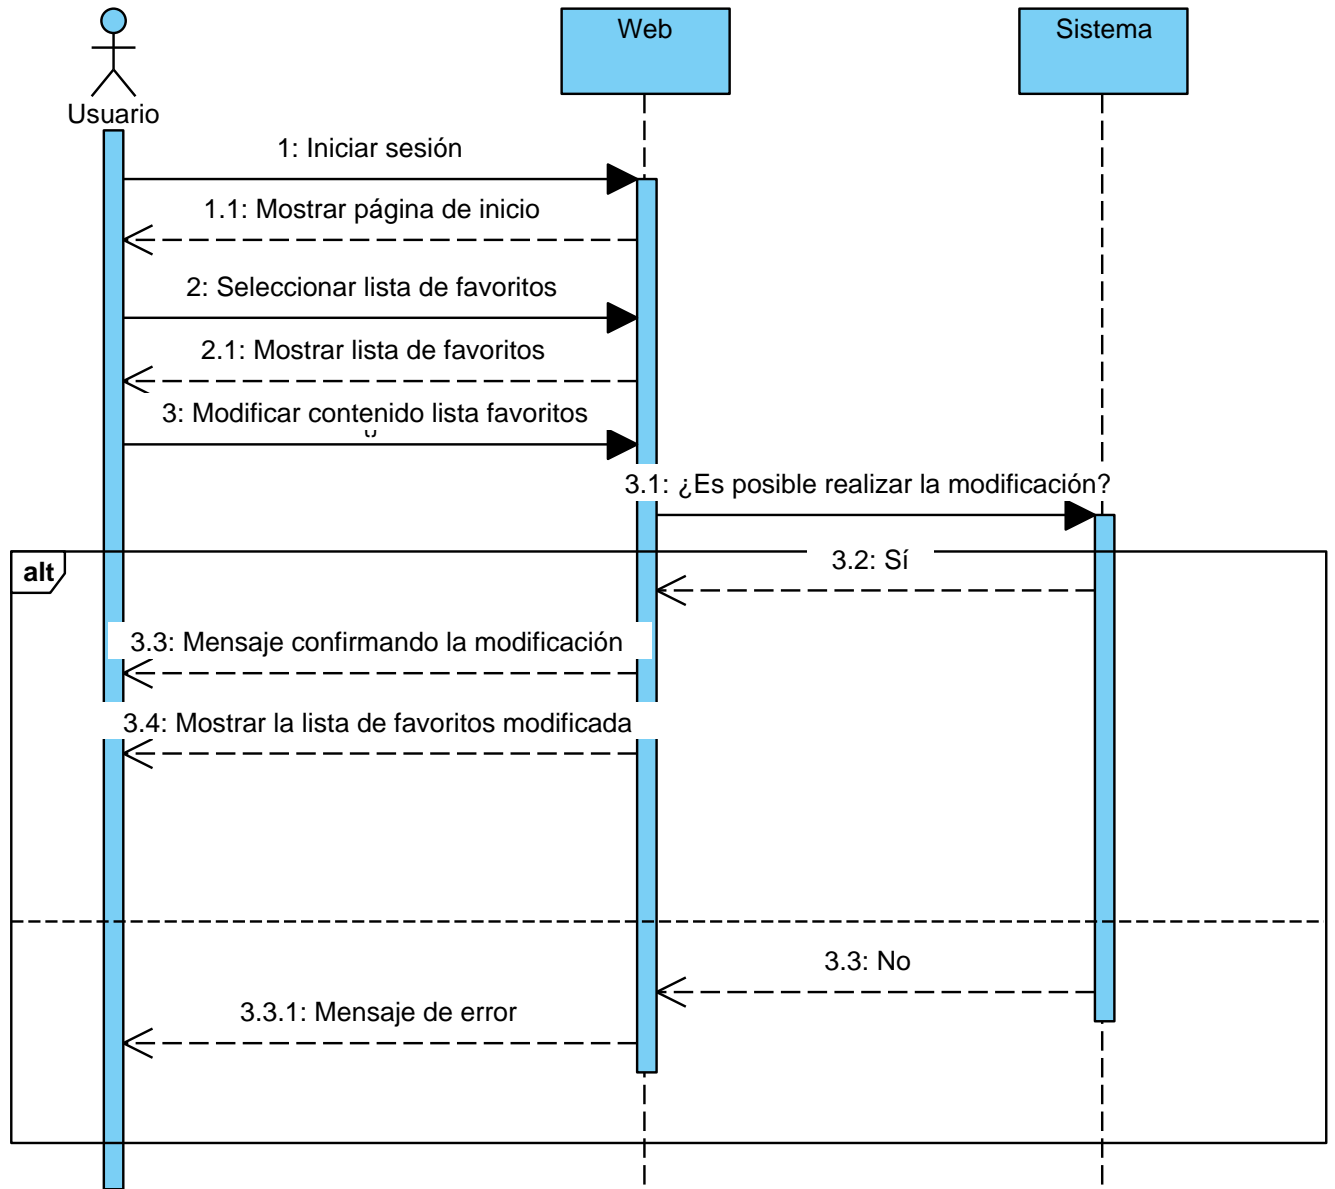 Usuario
Web
Sistema
1: Iniciar sesión
1.1: Mostrar página de inicio
2: Seleccionar lista de favoritos
2.1: Mostrar lista de favoritos
3: Modificar contenido lista favoritos
3.1: ¿Es posible realizar la modificación?
alt
3.2: Sí
3.3: Mensaje confirmando la modificación
3.4: Mostrar la lista de favoritos modificada
3.3: No
3.3.1: Mensaje de error